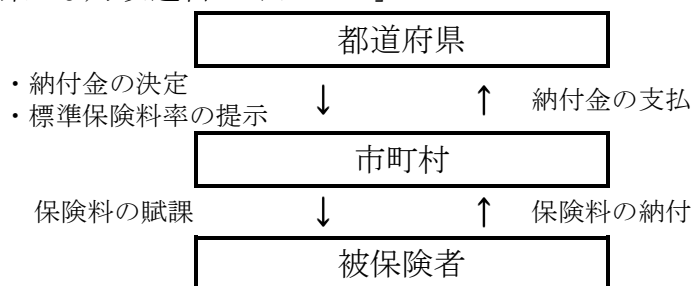 都道府県
・納付金の決定
・標準保険料率の提示
↓ ↑ 納付金の支払
市町村
保険料の賦課 ↓ ↑ 保険料の納付
被保険者